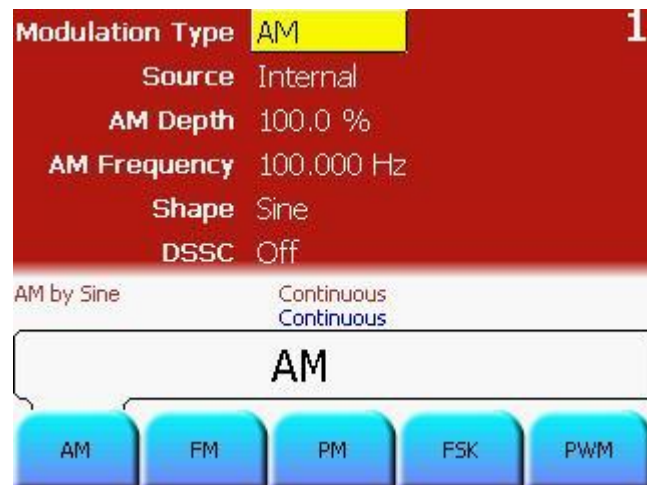 Modulation Type AM 1
Source Internal
AM Depth 100.0 %
AM Frequency 100.000 Hz
Shape Sine
DSSC Off
AM by Sine Continuous
Continuous
AM
AM FM PM FSK PWM